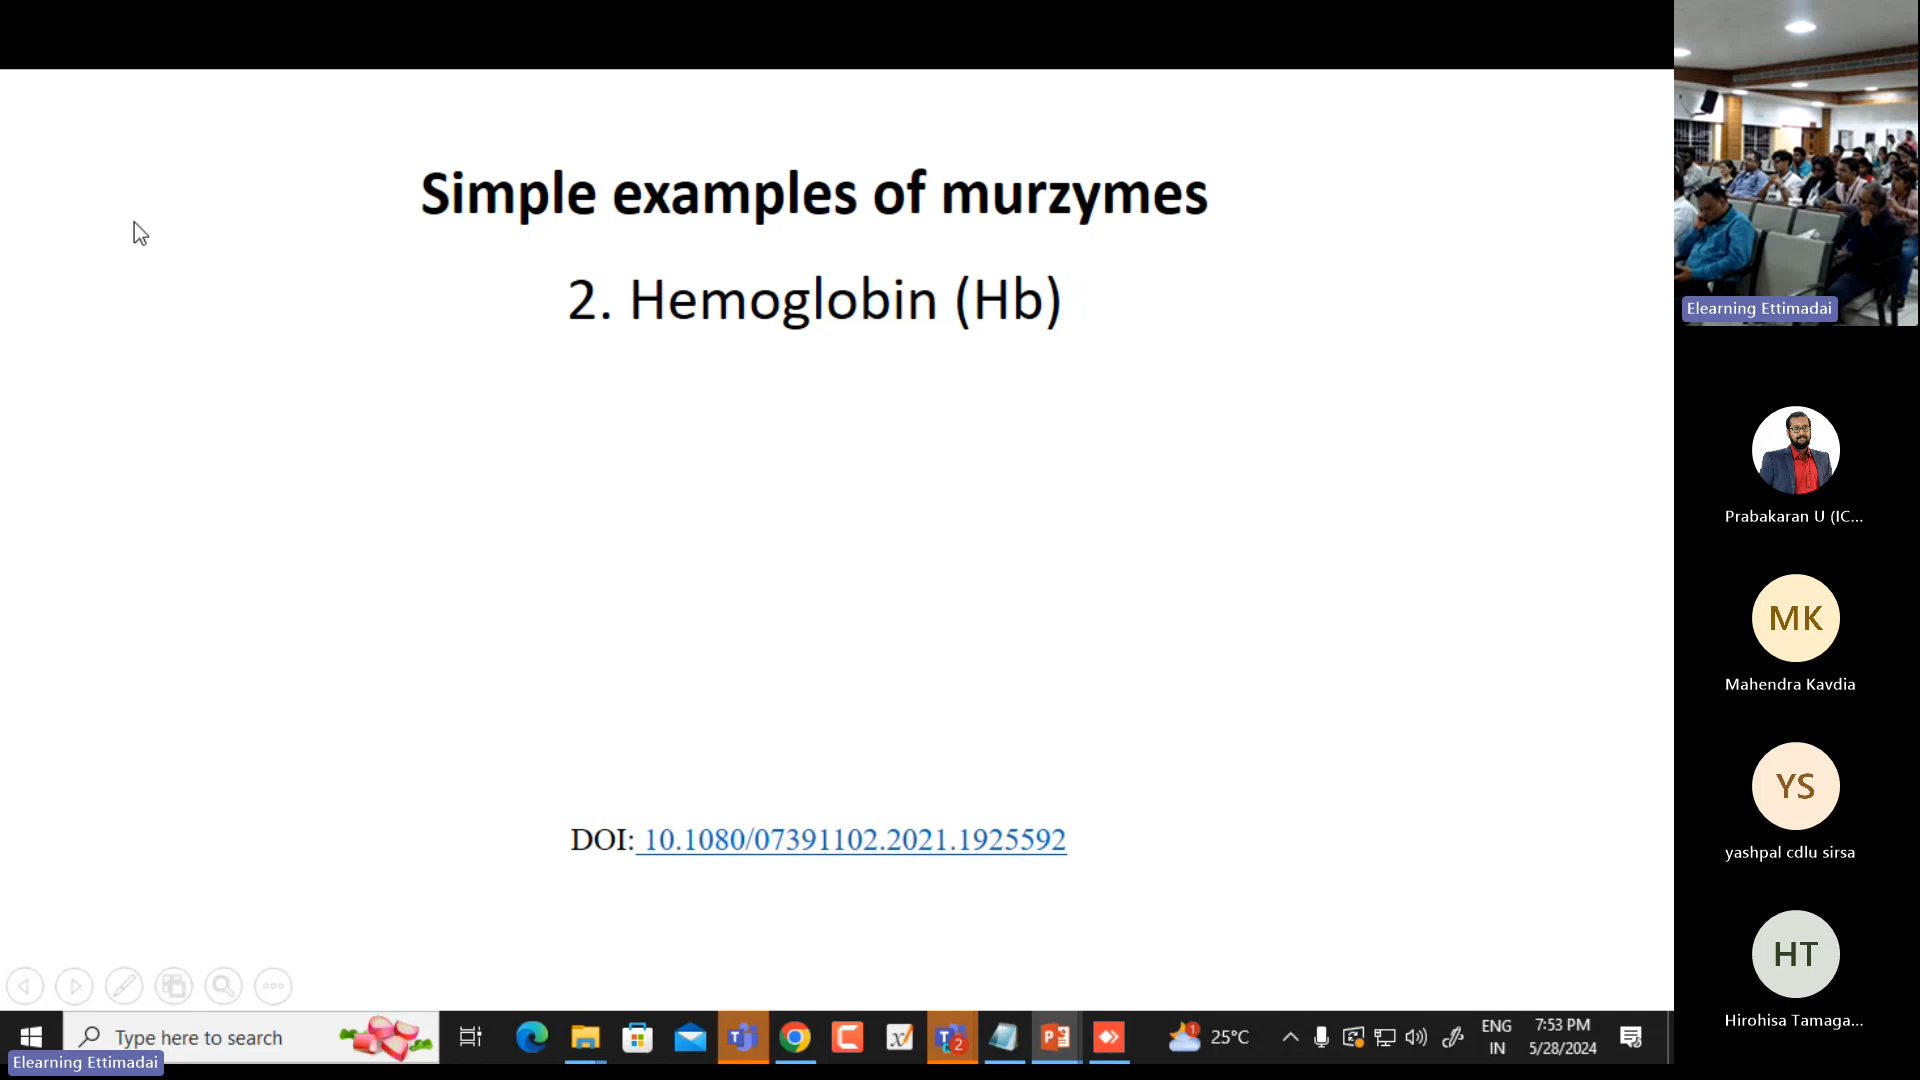 Simple examples of murzymes
2. Hemoglobin (Hb)
DOI: 10.1080/07391102.2021.1925592
Type here to search
2
1
25°C
ENG
IN
7:53 PM
5/28/2024
Elearning Ettimadai
Elearning Ettimadai
Prabakaran U (IC...
MK
Mahendra Kavdia
YS
yashpal cdlu sirsa
HT
Hirohisa Tamaga...